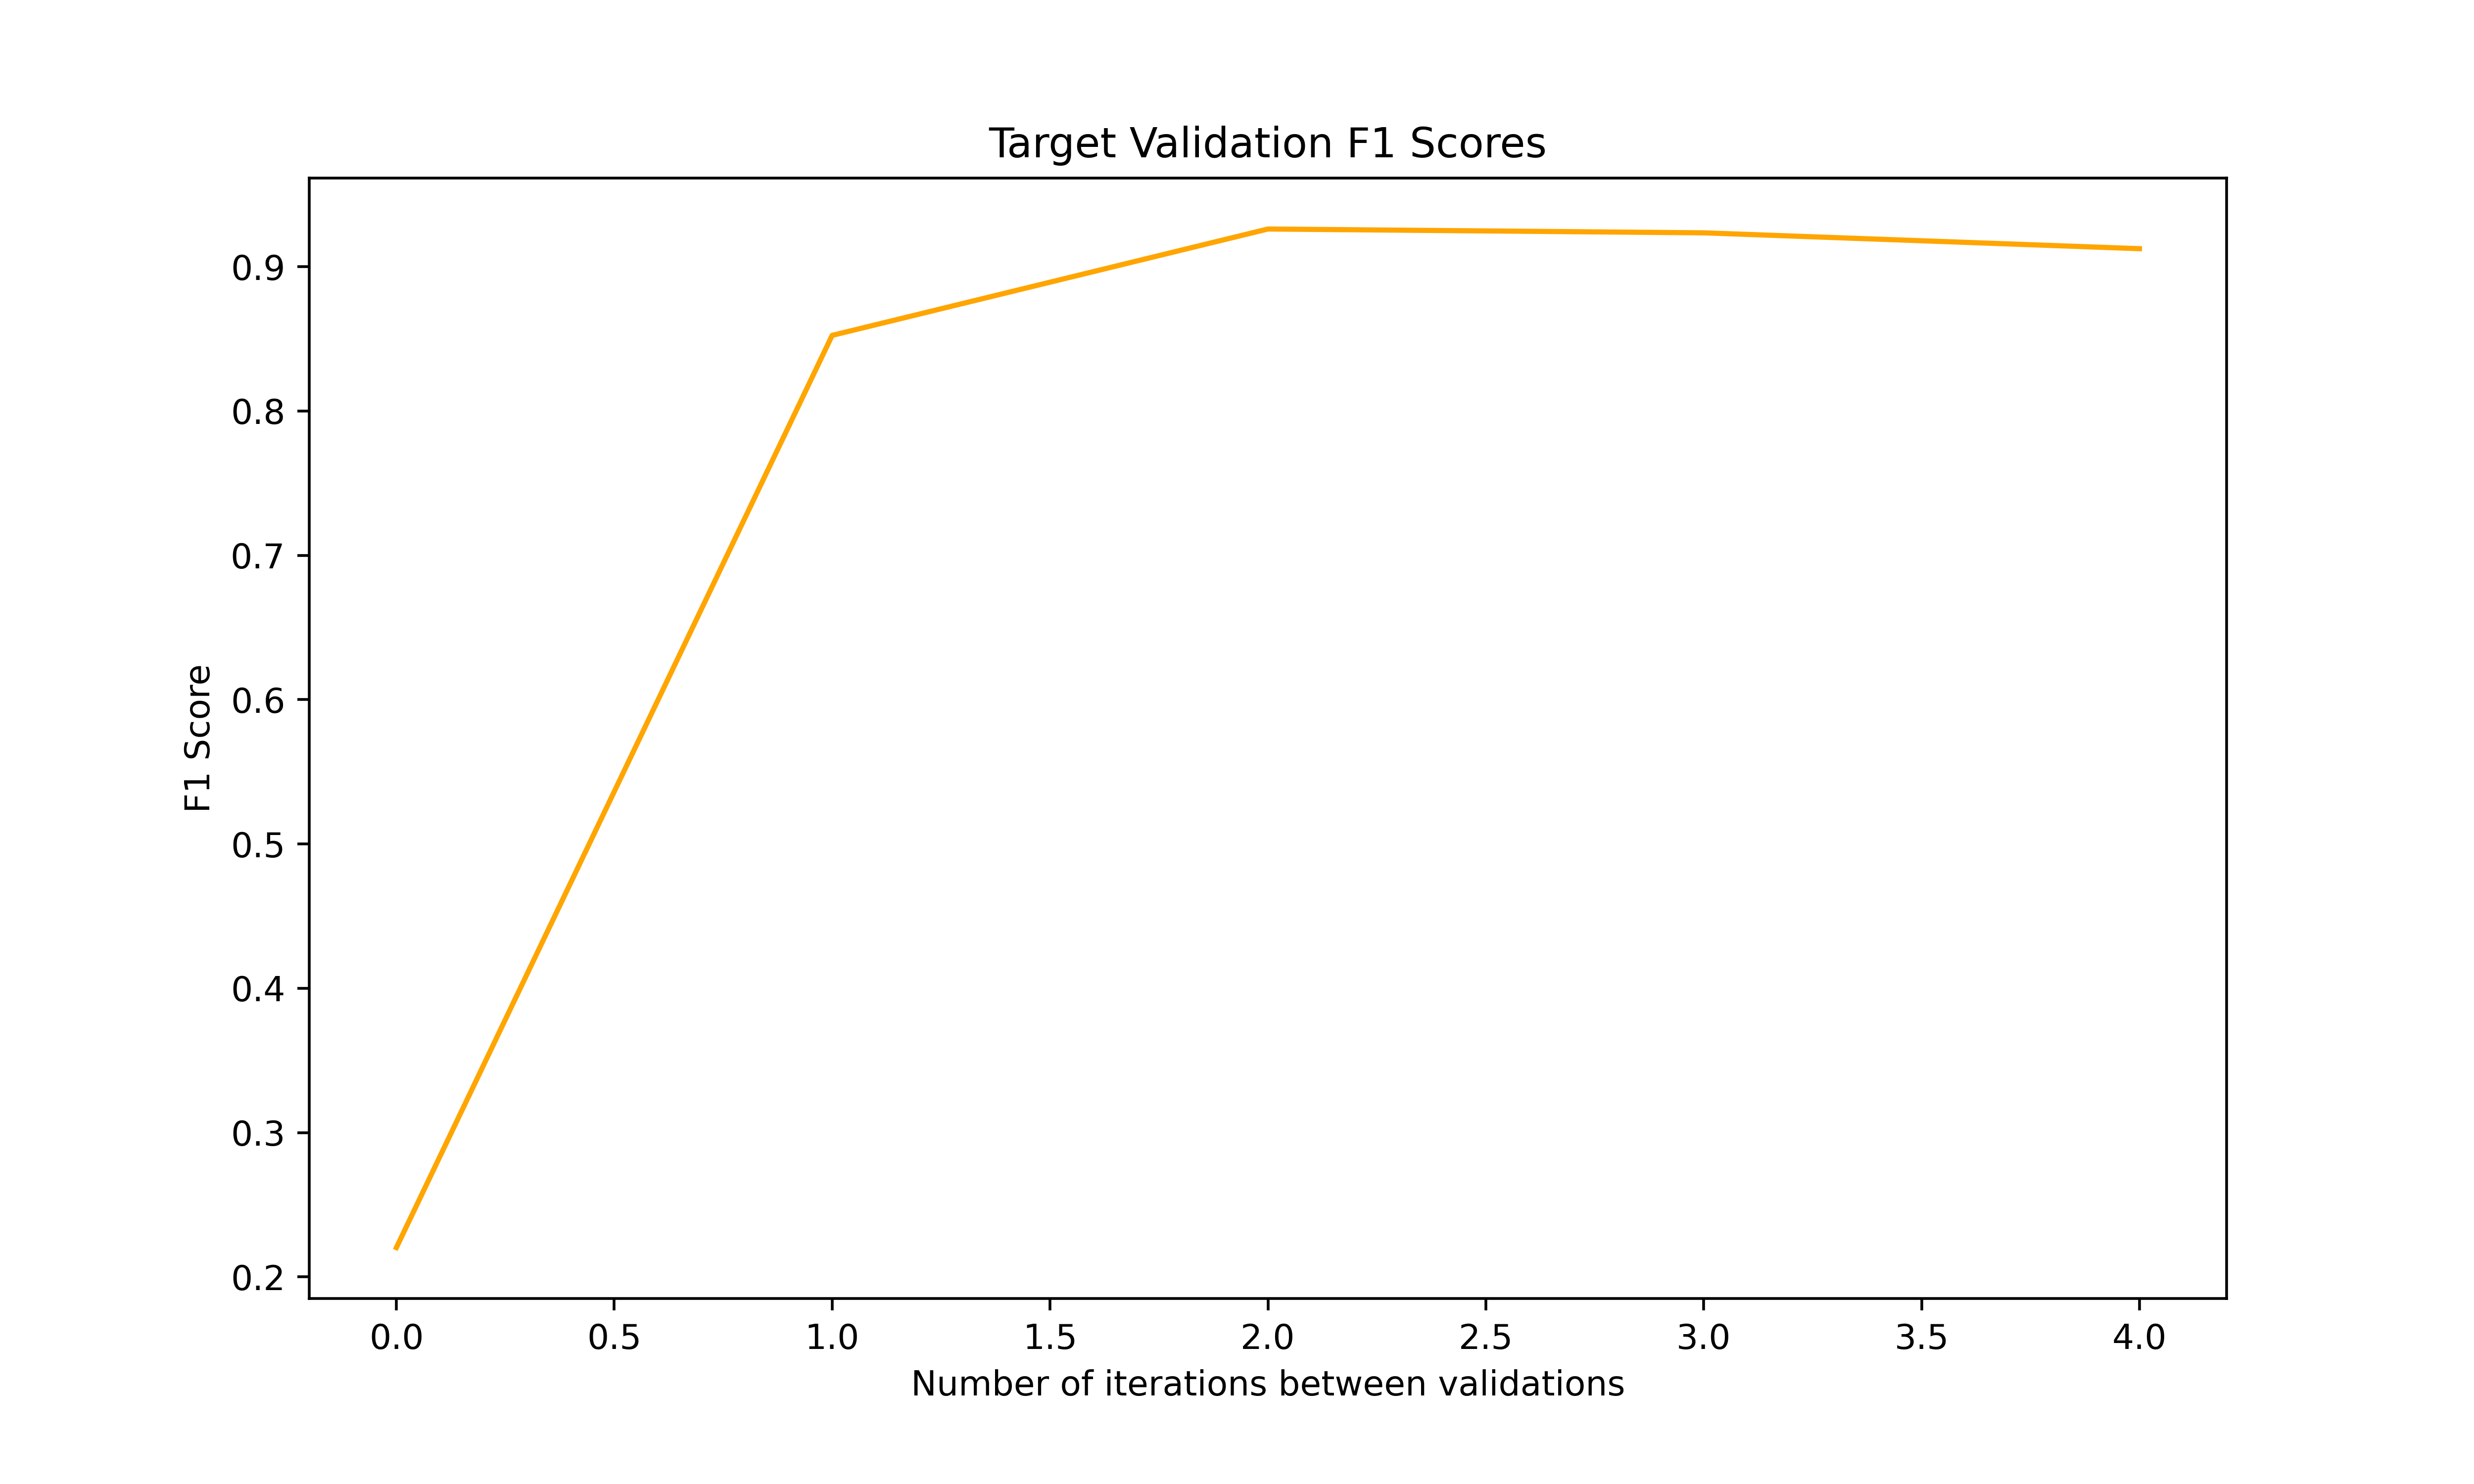 Target Validation F1 Scores
F1 Score
0.9
0.8
0.7
0.6
0.5
0.4
0.3
0.2
0.0 0.5 1.0 1.5 2.0 2.5 3.0 3.5 4.0
Number of iterations between validations